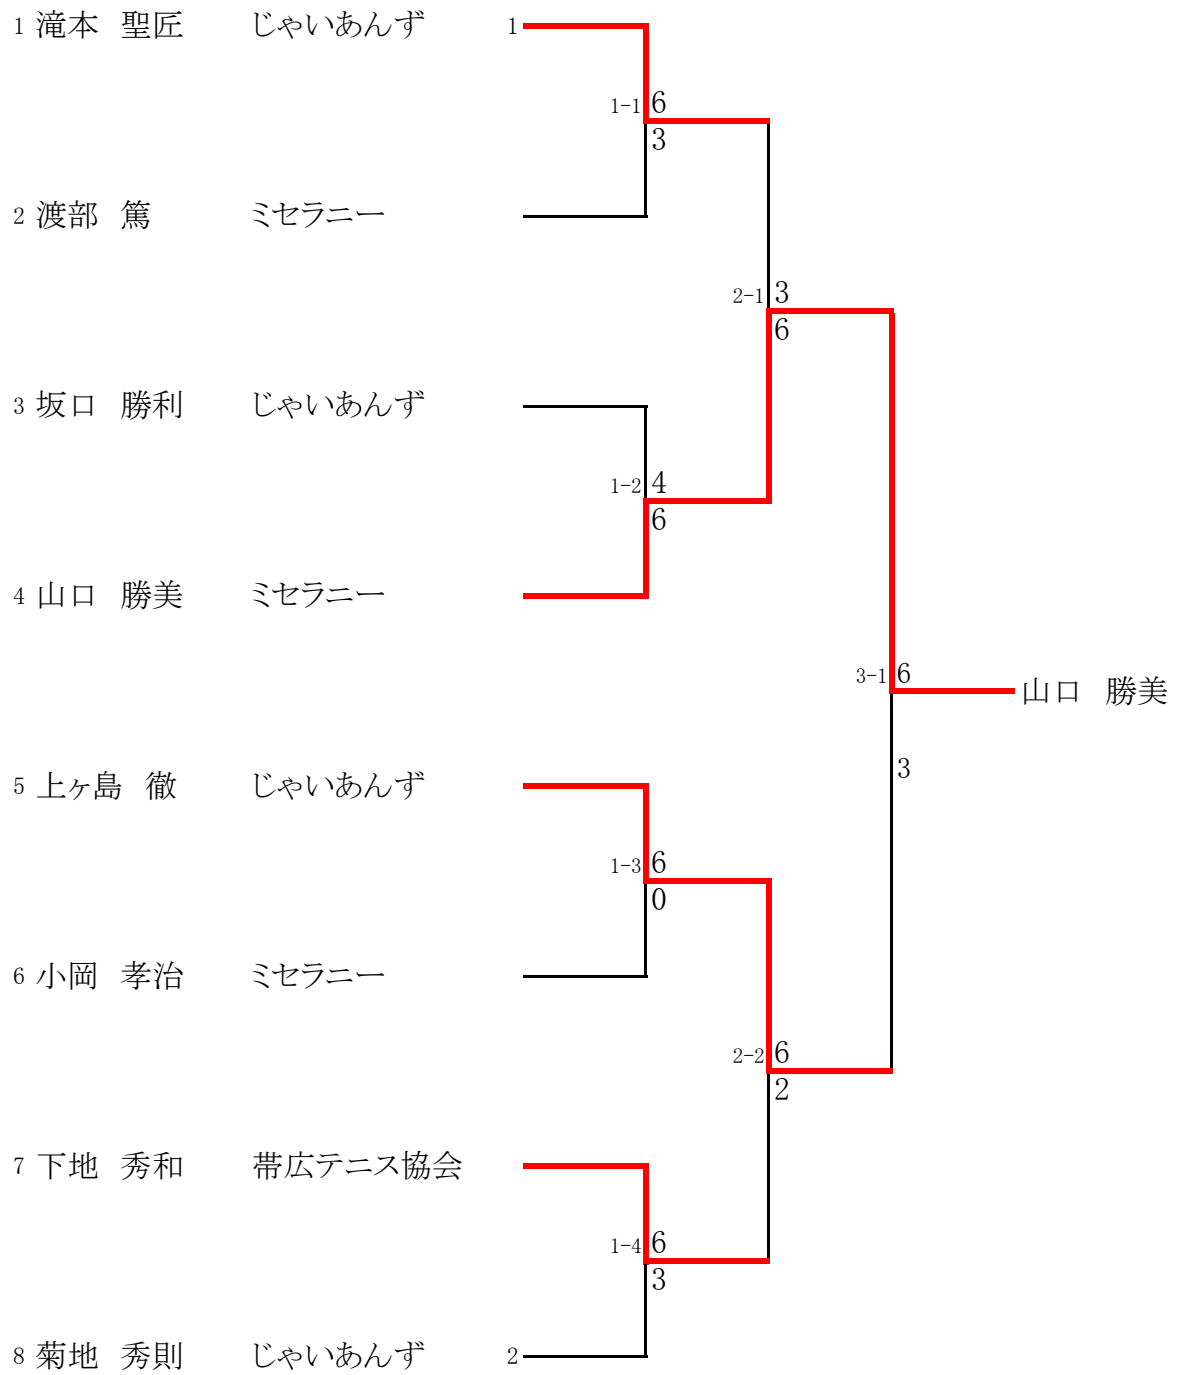 1 滝本 聖匠 じゃいあんず 1
1-1 6
3
2 渡部 篤 ミセラニー
2-1 3
6
3 坂口 勝利 じゃいあんず
1-2 4
6
4 山口 勝美 ミセラニー
3-1 6
山口 勝美
3
5 上ヶ島 徹 じゃいあんず
1-3 6
0
6 小岡 孝治 ミセラニー
2-2 6
2
7 下地 秀和 帯広テニス協会
1-4 6
3
8 菊地 秀則 じゃいあんず 2